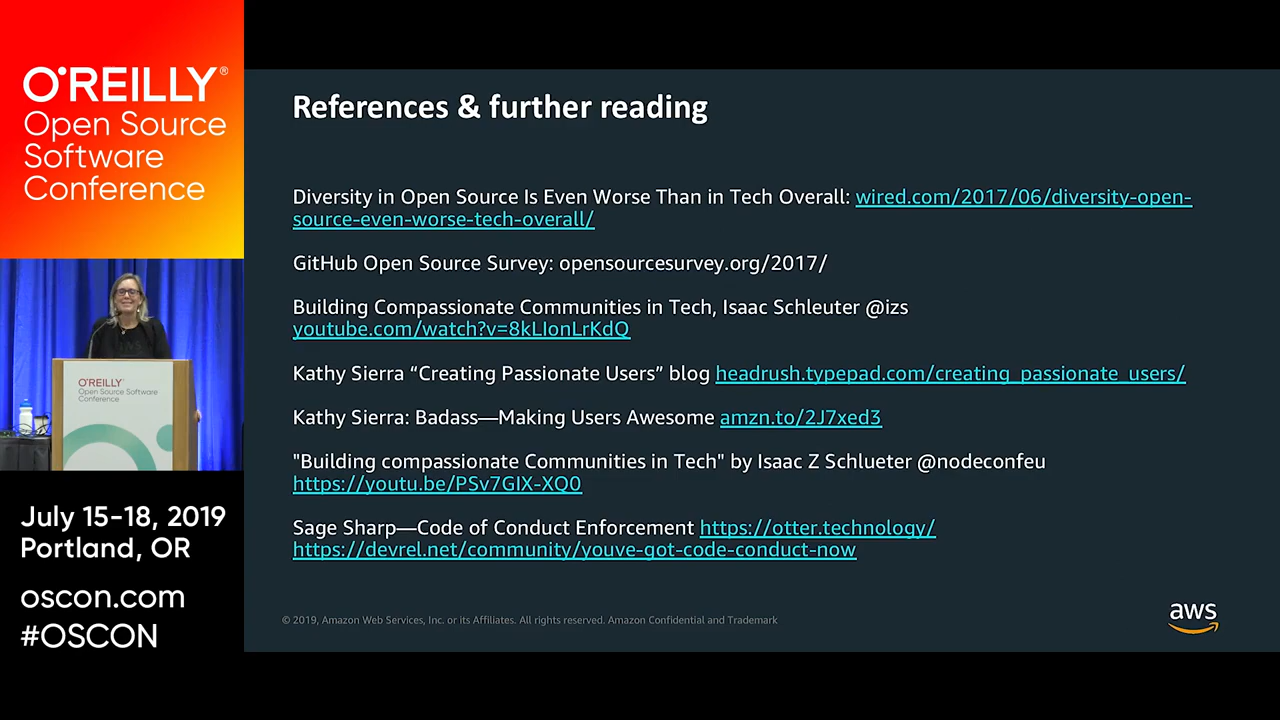 O'REILLY®
Open Source
Software
Conference
O'REILLY
Open Source Software
Conference
July 15-18, 2019
Portland, OR
oscon.com
#OSCON
References & further reading
Diversity in Open Source Is Even Worse Than in Tech Overall: wired.com/2017/06/diversity-open-
source-even-worse-tech-overall/
GitHub Open Source Survey: opensourcesurvey.org/2017/
Building Compassionate Communities in Tech, Isaac Schleuter @izs
youtube.com/watch?v=8kLIonLrKdQ
Kathy Sierra “Creating Passionate Users” blog headrush.typepad.com/creating_passionate_users/
Kathy Sierra: Badass—Making Users Awesome amzn.to/2J7xed3
"Building compassionate Communities in Tech" by Isaac Z Schlueter @nodeconfeu
https://youtu.be/PSv7GIX-XQ0
Sage Sharp—Code of Conduct Enforcement https://otter.technology/
https://devrel.net/community/youve-got-code-conduct-now
© 2019, Amazon Web Services, Inc. or its Affiliates. All rights reserved. Amazon Confidential and Trademark
aws